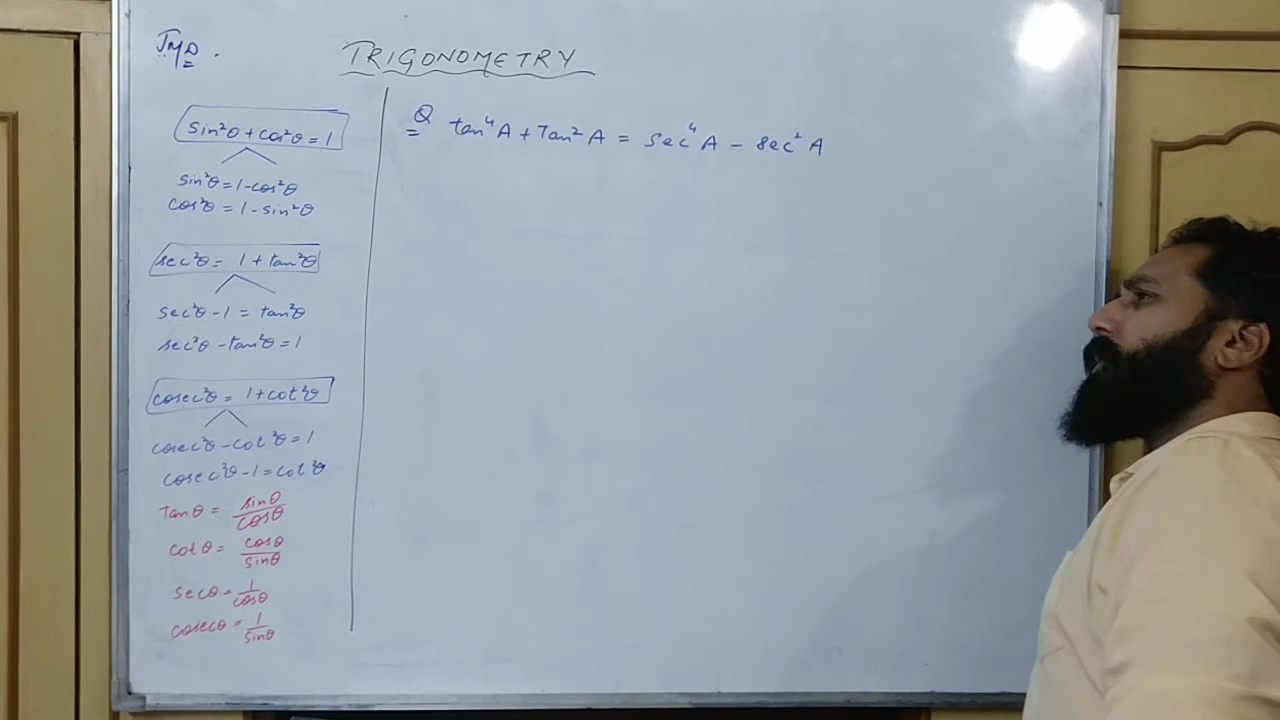 JMD.
TRIGONOMETRY
sin²θ + cos²θ = 1
sin²θ = 1 - cos²θ
cos²θ = 1 - sin²θ
sec²θ = 1 + tan²θ
sec²θ - 1 = tan²θ
sec²θ - tan²θ = 1
cosec²θ = 1 + cot²θ
cosec²θ - cot²θ = 1
cosec²θ - 1 = cot²θ
Tanθ = sinθ/cosθ
cotθ = cosθ/sinθ
secθ = 1/cosθ
cosecθ = 1/sinθ
Q tan⁴A + Tan²A = sec⁴A - sec²A